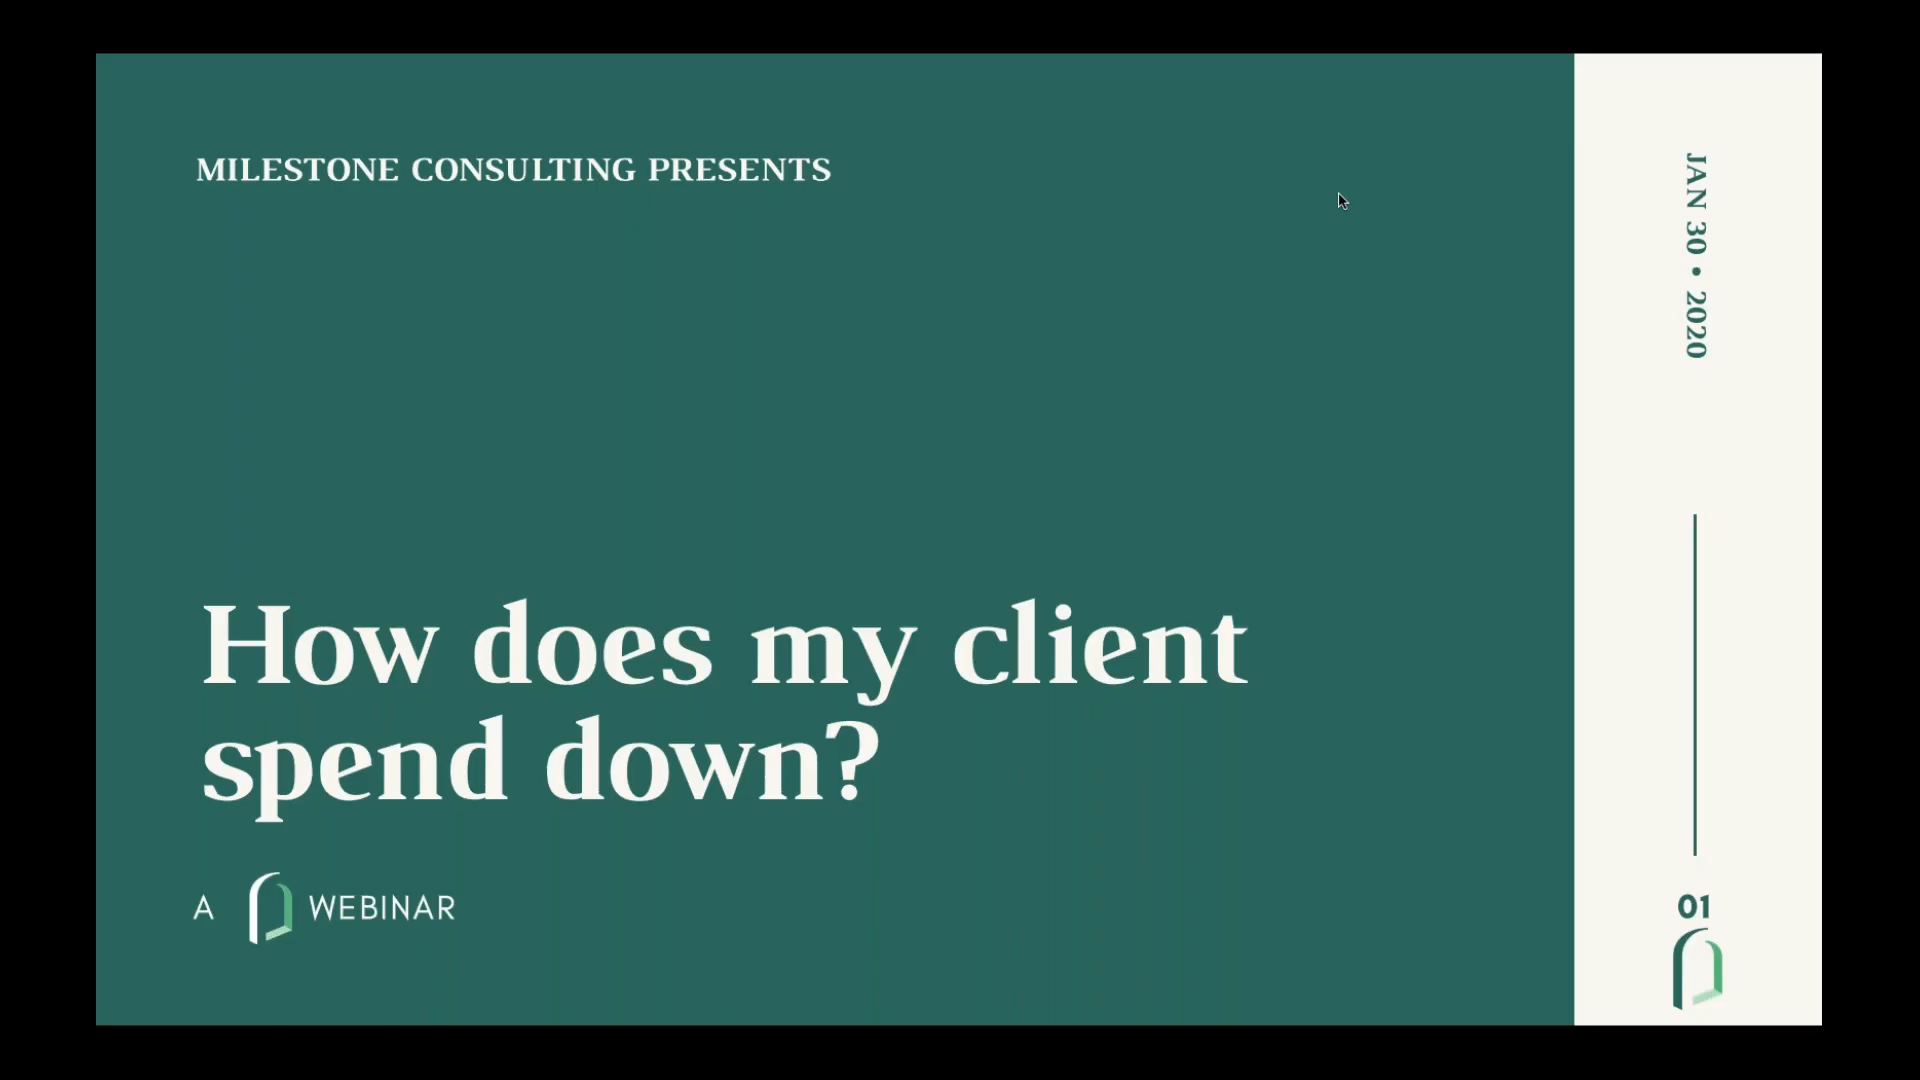 MILESTONE CONSULTING PRESENTS
How does my client
spend down?
A WEBINAR
JAN 30 • 2020
01